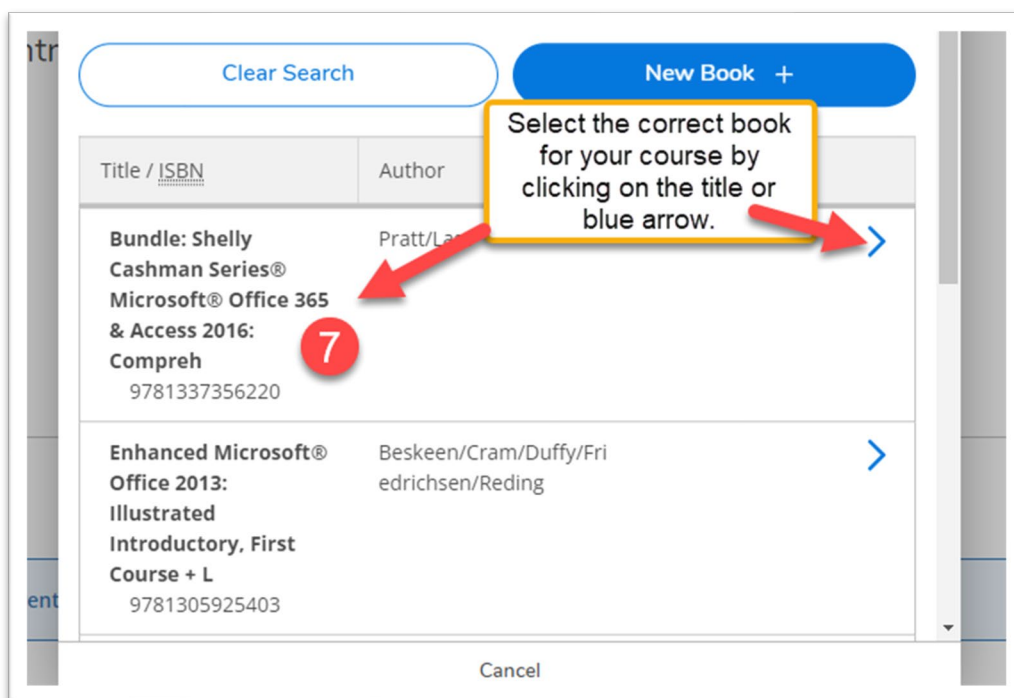 ntr
Clear Search
New Book +
Select the correct book
for your course by
clicking on the title or
blue arrow.
Title / ISBN
Author
Bundle: Shelly
Cashman Series®
Microsoft® Office 365
& Access 2016:
Compreh
9781337356220
Pratt/
7
Enhanced Microsoft®
Office 2013:
Illustrated
Introductory, First
Course + L
9781305925403
Beskeen/Cram/Duffy/Fri
edrichsen/Reding
ent
Cancel